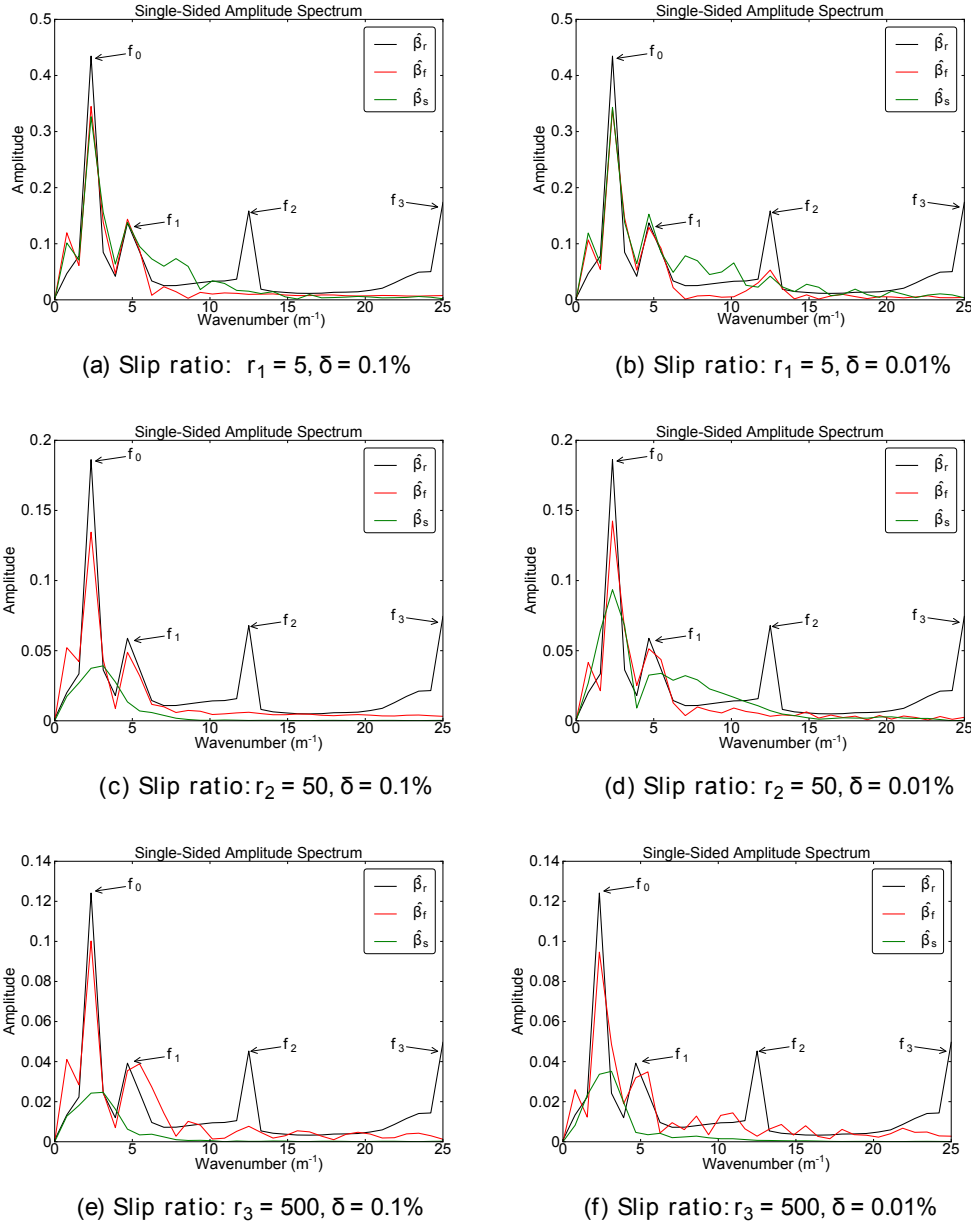 Single-Sided Amplitude Spectrum
0.5
0.4
0.3
0.2
0.1
0
Amplitude
f0
f1
f2
f3
β̂r
β̂f
β̂s
0 5 10 15 20 25
Wavenumber (m⁻¹)
(a) Slip ratio: r1 = 5, δ = 0.1%
Single-Sided Amplitude Spectrum
0.5
0.4
0.3
0.2
0.1
0
Amplitude
f0
f1
f2
f3
β̂r
β̂f
β̂s
0 5 10 15 20 25
Wavenumber (m⁻¹)
(b) Slip ratio: r1 = 5, δ = 0.01%
Single-Sided Amplitude Spectrum
0.2
0.15
0.1
0.05
0
Amplitude
f0
f1
f2
f3
β̂r
β̂f
β̂s
0 5 10 15 20 25
Wavenumber (m⁻¹)
(c) Slip ratio: r2 = 50, δ = 0.1%
Single-Sided Amplitude Spectrum
0.2
0.15
0.1
0.05
0
Amplitude
f0
f1
f2
f3
β̂r
β̂f
β̂s
0 5 10 15 20 25
Wavenumber (m⁻¹)
(d) Slip ratio: r2 = 50, δ = 0.01%
Single-Sided Amplitude Spectrum
0.14
0.12
0.1
0.08
0.06
0.04
0.02
0
Amplitude
f0
f1
f2
f3
β̂r
β̂f
β̂s
0 5 10 15 20 25
Wavenumber (m⁻¹)
(e) Slip ratio: r3 = 500, δ = 0.1%
Single-Sided Amplitude Spectrum
0.14
0.12
0.1
0.08
0.06
0.04
0.02
0
Amplitude
f0
f1
f2
f3
β̂r
β̂f
β̂s
0 5 10 15 20 25
Wavenumber (m⁻¹)
(f) Slip ratio: r3 = 500, δ = 0.01%